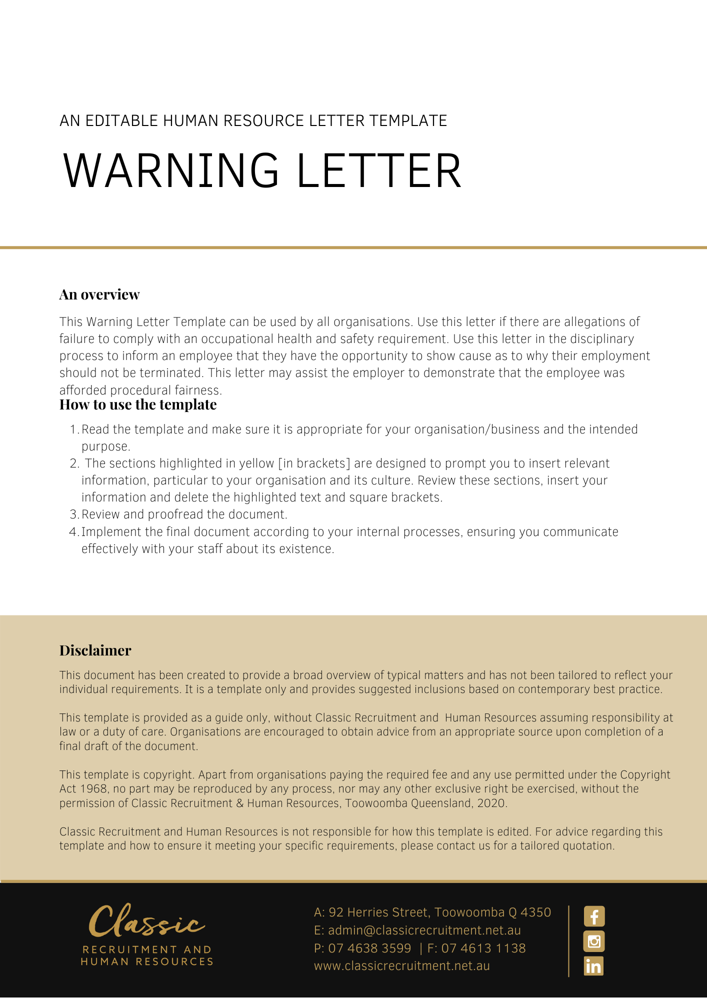 AN EDITABLE HUMAN RESOURCE LETTER TEMPLATE
WARNING LETTER
An overview
This Warning Letter Template can be used by all organisations. Use this letter if there are allegations of
failure to comply with an occupational health and safety requirement. Use this letter in the disciplinary
process to inform an employee that they have the opportunity to show cause as to why their employment
should not be terminated. This letter may assist the employer to demonstrate that the employee was
afforded procedural fairness.
How to use the template
1. Read the template and make sure it is appropriate for your organisation/business and the intended
purpose.
2. The sections highlighted in yellow [in brackets] are designed to prompt you to insert relevant
information, particular to your organisation and its culture. Review these sections, insert your
information and delete the highlighted text and square brackets.
3. Review and proofread the document.
4. Implement the final document according to your internal processes, ensuring you communicate
effectively with your staff about its existence.
Disclaimer
This document has been created to provide a broad overview of typical matters and has not been tailored to reflect your
individual requirements. It is a template only and provides suggested inclusions based on contemporary best practice.
This template is provided as a guide only, without Classic Recruitment and Human Resources assuming responsibility at
law or a duty of care. Organisations are encouraged to obtain advice from an appropriate source upon completion of a
final draft of the document.
This template is copyright. Apart from organisations paying the required fee and any use permitted under the Copyright
Act 1968, no part may be reproduced by any process, nor may any other exclusive right be exercised, without the
permission of Classic Recruitment & Human Resources, Toowoomba Queensland, 2020.
Classic Recruitment and Human Resources is not responsible for how this template is edited. For advice regarding this
template and how to ensure it meeting your specific requirements, please contact us for a tailored quotation.
Classic
RECRUITMENT AND
HUMAN RESOURCES
A: 92 Herries Street, Toowoomba Q 4350
E: admin@classicrecruitment.net.au
P: 07 4638 3599 | F: 07 4613 1138
www.classicrecruitment.net.au